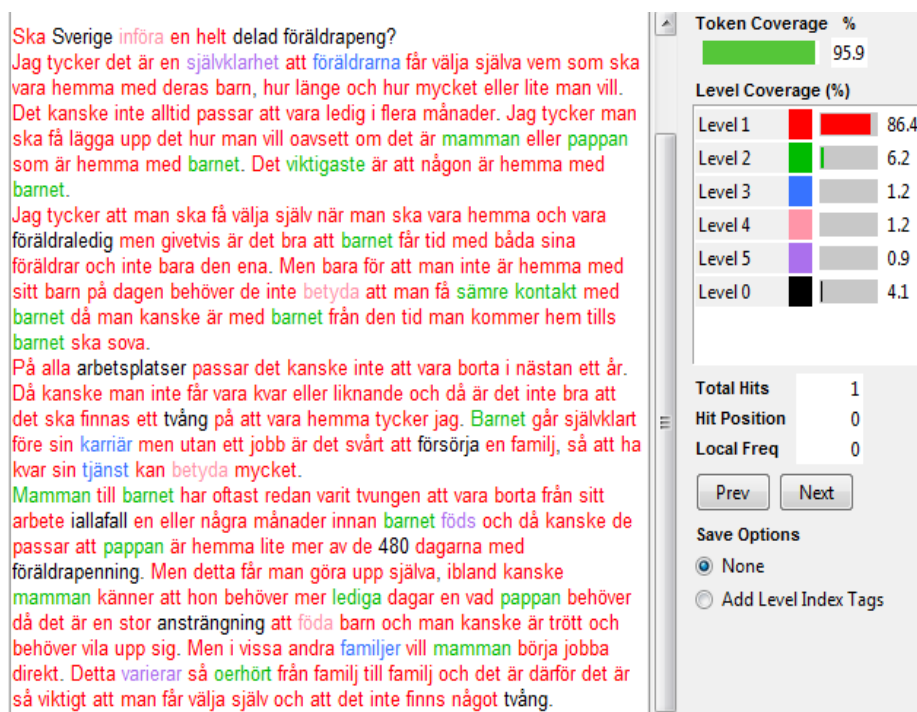 Ska Sverige införa en helt delad föräldrapeng?
Jag tycker det är en självklarhet att föräldrarna får välja själva vem som ska
vara hemma med deras barn, hur länge och hur mycket eller lite man vill.
Det kanske inte alltid passar att vara ledig i flera månader. Jag tycker man
ska få lägga upp det hur man vill oavsett om det är mamman eller pappan
som är hemma med barnet. Det viktigaste är att någon är hemma med
barnet.
Jag tycker att man ska få välja själv när man ska vara hemma och vara
föräldraledig men givetvis är det bra att barnet får tid med båda sina
föräldrar och inte bara den ena. Men bara för att man inte är hemma med
sitt barn på dagen behöver de inte betyda att man få sämre kontakt med
barnet då man kanske är med barnet från den tid man kommer hem tills
barnet ska sova.
På alla arbetsplatser passar det kanske inte att vara borta i nästan ett år.
Då kanske man inte får vara kvar eller liknande och då är det inte bra att
det ska finnas ett tvång på att vara hemma tycker jag. Barnet går självklart
före sin karriär men utan ett jobb är det svårt att försörja en familj, så att ha
kvar sin tjänst kan betyda mycket.
Mamman till barnet har oftast redan varit tvungen att vara borta från sitt
arbete iallafall en eller några månader innan barnet föds och då kanske de
passar att pappan är hemma lite mer av de 480 dagarna med
föräldrapenning. Men detta får man göra upp själva, ibland kanske
mamman känner att hon behöver mer lediga dagar en vad pappan behöver
då det är en stor ansträngning att föda barn och man kanske är trött och
behöver vila upp sig. Men i vissa andra familjer vill mamman börja jobba
direkt. Detta varierar så oerhört från familj till familj och det är därför det är
så viktigt att man får välja själv och att det inte finns något tvång.
Token Coverage %
95.9
Level Coverage (%)
Level 1 86.4
Level 2 6.2
Level 3 1.2
Level 4 1.2
Level 5 0.9
Level 0 4.1
Total Hits 1
Hit Position 0
Local Freq 0
Prev Next
Save Options
None
Add Level Index Tags